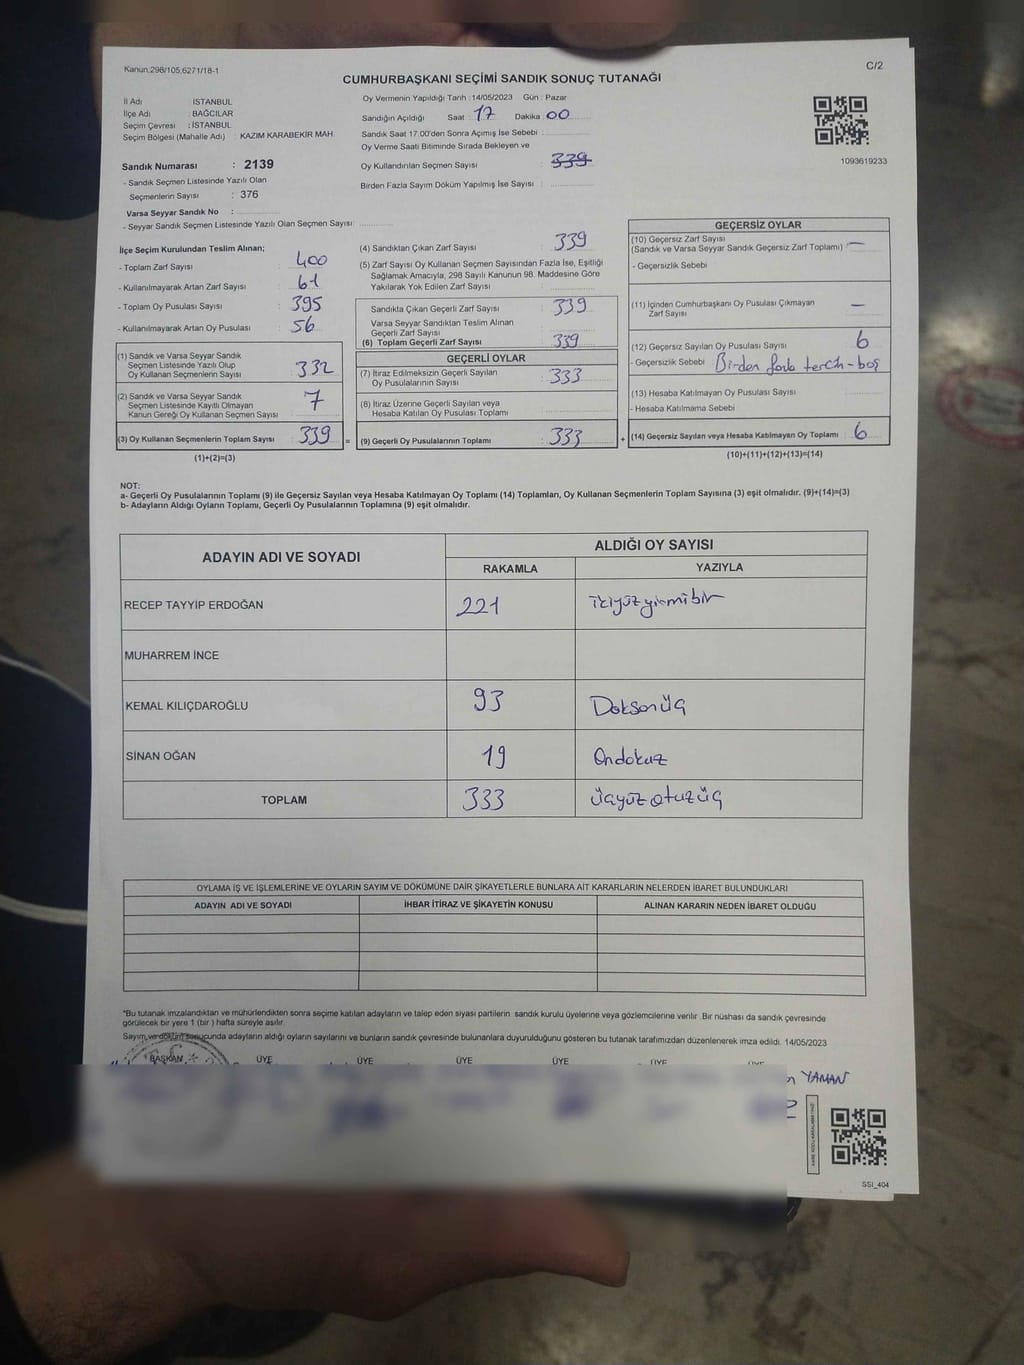 Kanun,298/105,6271/18-1
C/2
CUMHURBAŞKANI SEÇİMİ SANDIK SONUÇ TUTANAĞI
İl Adı : İSTANBUL
İlçe Adı : BAĞCILAR
Seçim Çevresi : İSTANBUL
Seçim Bölgesi (Mahalle Adı) : KAZIM KARABEKİR MAH.
Sandık Numarası : 2139
- Sandık Seçmen Listesinde Yazılı Olan
Seçmenlerin Sayısı : 376
Varsa Seyyar Sandık No :
- Seyyar Sandık Seçmen Listesinde Yazılı Olan Seçmen Sayısı:
Oy Vermenin Yapıldığı Tarih : 14/05/2023 Gün : Pazar
Sandığın Açıldığı Saat : 17 Dakika : 00
Sandık Saat 17:00'den Sonra Açımış İse Sebebi :
Oy Verme Saati Bitiminde Sırada Bekleyen ve
Oy Kullandırılan Seçmen Sayısı : 339
Birden Fazla Sayım Döküm Yapılmış İse Sayısı :
1093619233
İlçe Seçim Kurulundan Teslim Alınan;
- Toplam Zarf Sayısı : 400
- Kullanılmayarak Artan Zarf Sayısı : 61
- Toplam Oy Pusulası Sayısı : 395
- Kullanılmayarak Artan Oy Pusulası : 56
(1) Sandık ve Varsa Seyyar Sandık
Seçmen Listesinde Yazılı Olup
Oy Kullanan Seçmenlerin Sayısı : 332
(2) Sandık ve Varsa Seyyar Sandık
Seçmen Listesinde Kayıtlı Olmayan
Kanun Gereği Oy Kullanan Seçmen Sayısı : 7
(3) Oy Kullanan Seçmenlerin Toplam Sayısı : 339 =
(1)+(2)=(3)
(4) Sandıktan Çıkan Zarf Sayısı : 339
(5) Zarf Sayısı Oy Kullanan Seçmen Sayısından Fazla İse, Eşitliği
Sağlamak Amacıyla; 298 Sayılı Kanunun 98. Maddesine Göre
Yakılarak Yok Edilen Zarf Sayısı :
Sandıkta Çıkan Geçerli Zarf Sayısı : 339
Varsa Seyyar Sandıktan Teslim Alınan
Geçerli Zarf Sayısı
(6) Toplam Geçerli Zarf Sayısı : 339
GEÇERLİ OYLAR
(7) İtiraz Edilmeksizin Geçerli Sayılan
Oy Pusulalarının Sayısı : 333
(8) İtiraz Üzerine Geçerli Sayılan veya
Hesaba Katılan Oy Pusulası Toplamı :
(9) Geçerli Oy Pusulalarının Toplamı : 333 +
GEÇERSİZ OYLAR
(10) Geçersiz Zarf Sayısı
(Sandık ve Varsa Seyyar Sandık Geçersiz Zarf Toplamı) : —
- Geçersizlik Sebebi
(11) İçinden Cumhurbaşkanı Oy Pusulası Çıkmayan
Zarf Sayısı : —
(12) Geçersiz Sayılan Oy Pusulası Sayısı : 6
- Geçersizlik Sebebi : Birden fazla tercih-boş
(13) Hesaba Katılmayan Oy Pusulası Sayısı :
- Hesaba Katılmama Sebebi
(14) Geçersiz Sayılan veya Hesaba Katılmayan Oy Toplamı : 6
(10)+(11)+(12)+(13)=(14)
NOT:
a- Geçerli Oy Pusulalarının Toplamı (9) ile Geçersiz Sayılan veya Hesaba Katılmayan Oy Toplamı (14) Toplamları, Oy Kullanan Seçmenlerin Toplam Sayısına (3) eşit olmalıdır. (9)+(14)=(3)
b- Adayların Aldığı Oyların Toplamı, Geçerli Oy Pusulalarının Toplamına (9) eşit olmalıdır.
ADAYIN ADI VE SOYADI
ALDIĞI OY SAYISI
RAKAMLA YAZIYLA
RECEP TAYYİP ERDOĞAN 221 ikiyüzyirmibir
MUHARREM İNCE
KEMAL KILIÇDAROĞLU 93 Doksanüç
SİNAN OĞAN 19 Ondokuz
TOPLAM 333 Üçyüzotuzüç
OYLAMA İŞ VE İŞLEMLERİNE VE OYLARIN SAYIM VE DÖKÜMÜNE DAİR ŞİKAYETLERLE BUNLARA AİT KARARLARIN NELERDEN İBARET BULUNDUKLARI
ADAYIN ADI VE SOYADI İHBAR İTİRAZ VE ŞİKAYETİN KONUSU ALINAN KARARIN NEDEN İBARET OLDUĞU
*Bu tutanak imzalandıktan ve mühürlendikten sonra seçime katılan adayların ve talep eden siyasi partilerin sandık kurulu üyelerine veya gözlemcilerine verilir. Bir nüshası da sandık çevresinde
görülecek bir yere 1 (bir) hafta süreyle asılır.
Sayım ve döküm sonucunda adayların aldığı oyların sayılarını ve bunların sandık çevresinde bulunanlara duyurulduğunu gösteren bu tutanak tarafımızdan düzenlenerek imza edildi. 14/05/2023
BAŞKAN ÜYE ÜYE ÜYE ÜYE ÜYE ÜYE
YAMAN
SSI_404